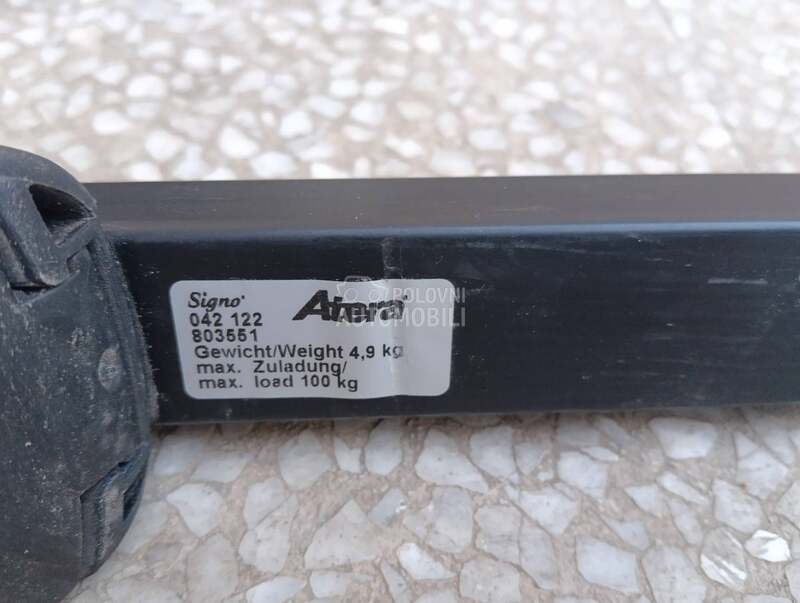 Signo
Atera
042 122
803551
Gewicht/Weight 4,9 kg
max. Zuladung/
max. load 100 kg
POLOVNI
AUTOMOBILI